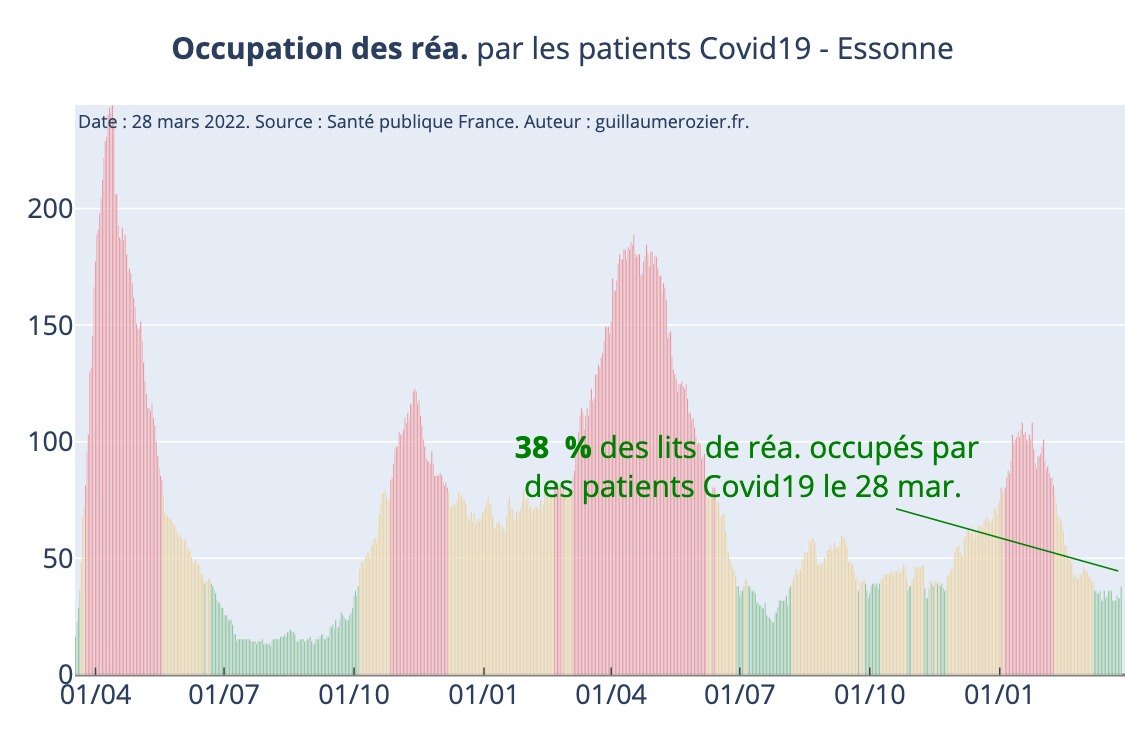 Occupation des réa. par les patients Covid19 - Essonne
Date : 28 mars 2022. Source : Santé publique France. Auteur : guillaumerozier.fr.
200
150
100
50
0
38 % des lits de réa. occupés par
des patients Covid19 le 28 mar.
01/04 01/07 01/10 01/01 01/04 01/07 01/10 01/01